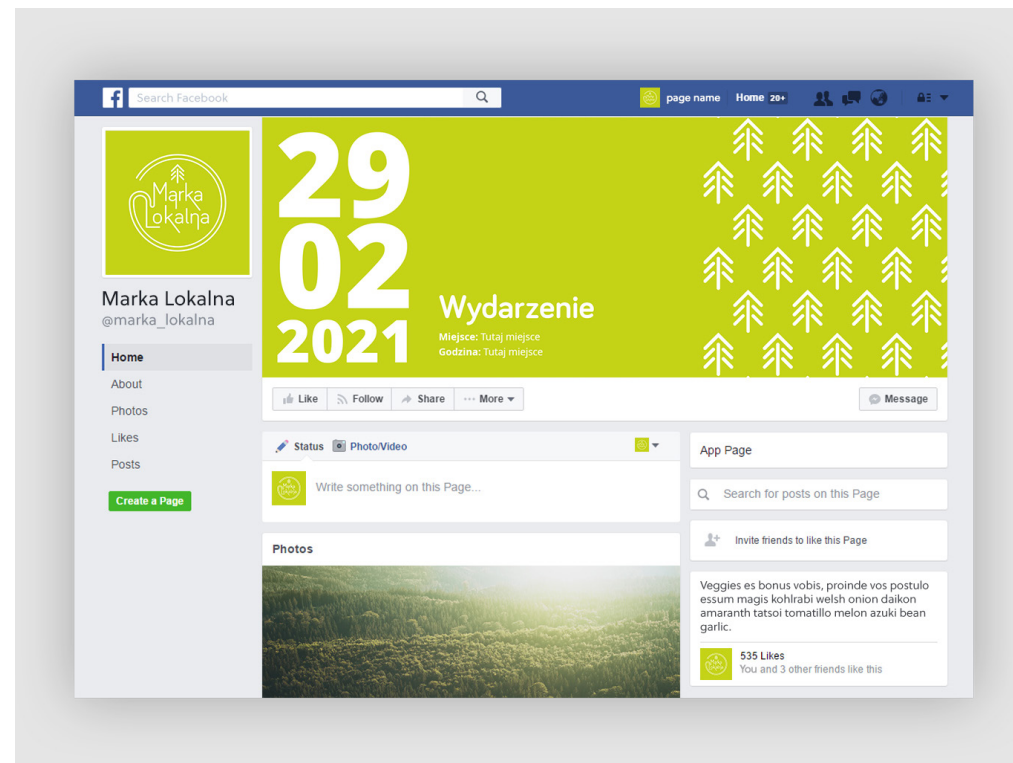 Search Facebook
page name Home 20+
Marka
Lokalna
29
02
2021
Wydarzenie
Miejsce: Tutaj miejsce
Godzina: Tutaj miejsce
Marka Lokalna
@marka_lokalna
Home
About
Photos
Likes
Posts
Create a Page
Like Follow Share More
Message
Status Photo/Video
Write something on this Page...
Photos
App Page
Search for posts on this Page
Invite friends to like this Page
Veggies es bonus vobis, proinde vos postulo
essum magis kohlrabi welsh onion daikon
amaranth tatsoi tomatillo melon azuki bean
garlic.
535 Likes
You and 3 other friends like this